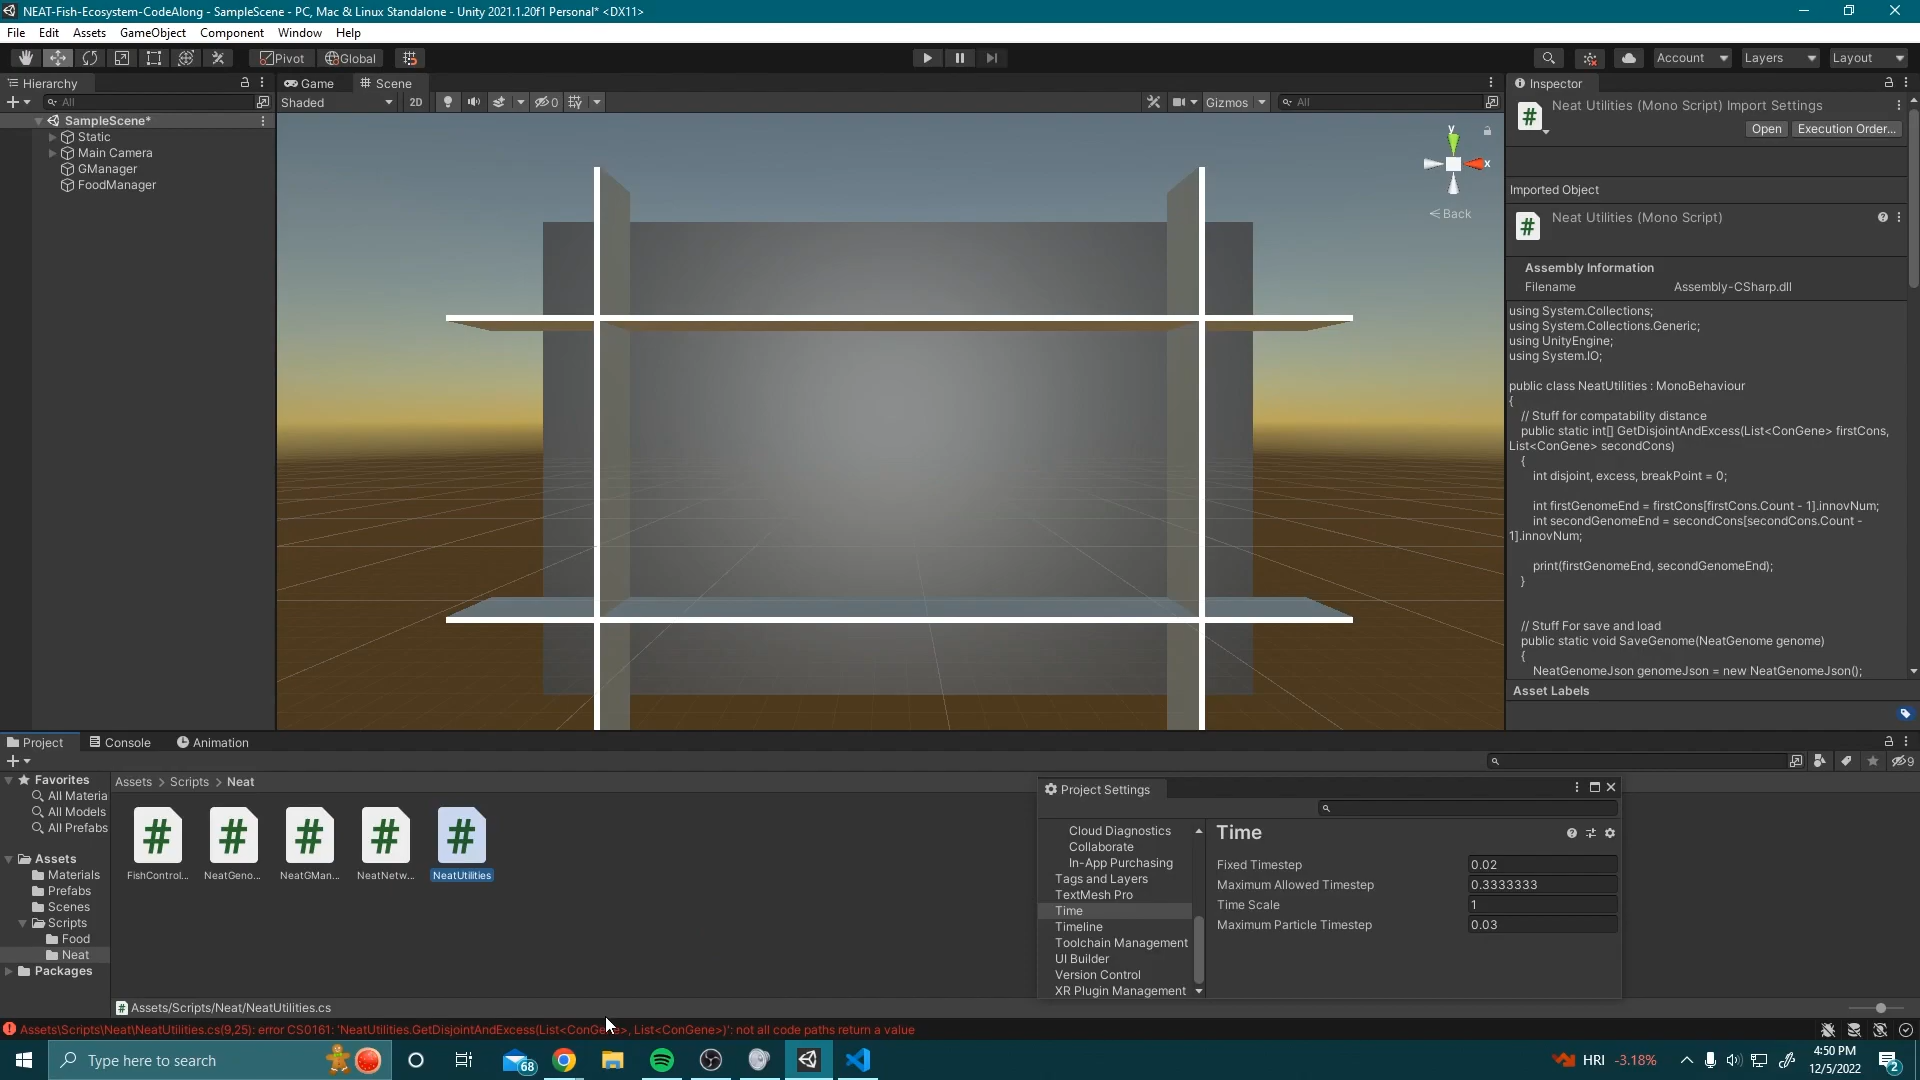 NEAT-Fish-Ecosystem-CodeAlong - SampleScene - PC, Mac & Linux Standalone - Unity 2021.1.20f1 Personal* <DX11>
File Edit Assets GameObject Component Window Help
Pivot Global Account Layers Layout
Hierarchy
All
SampleScene*
Static
Main Camera
GManager
FoodManager
Game Scene
Shaded 2D 0 Gizmos All
y
x
Back
Inspector
Neat Utilities (Mono Script) Import Settings
Open Execution Order...
Imported Object
Neat Utilities (Mono Script)
Assembly Information
Filename Assembly-CSharp.dll
using System.Collections;
using System.Collections.Generic;
using UnityEngine;
using System.IO;
public class NeatUtilities : MonoBehaviour
{
// Stuff for compatability distance
public static int[] GetDisjointAndExcess(List<ConGene> firstCons,
List<ConGene> secondCons)
{
int disjoint, excess, breakPoint = 0;
int firstGenomeEnd = firstCons[firstCons.Count - 1].innovNum;
int secondGenomeEnd = secondCons[secondCons.Count -
1].innovNum;
print(firstGenomeEnd, secondGenomeEnd);
}
// Stuff For save and load
public static void SaveGenome(NeatGenome genome)
{
NeatGenomeJson genomeJson = new NeatGenomeJson();
Asset Labels
Project Console Animation
9
Favorites
All Materia
All Models
All Prefabs
Assets
Materials
Prefabs
Scenes
Scripts
Food
Neat
Packages
Assets > Scripts > Neat
# # # # #
FishControl... NeatGeno... NeatGMan... NeatNetw... NeatUtilities
Assets/Scripts/Neat/NeatUtilities.cs
Project Settings
Cloud Diagnostics
Collaborate
In-App Purchasing
Tags and Layers
TextMesh Pro
Time
Timeline
Toolchain Management
UI Builder
Version Control
XR Plugin Management
Time
Fixed Timestep 0.02
Maximum Allowed Timestep 0.3333333
Time Scale 1
Maximum Particle Timestep 0.03
Assets\Scripts\Neat\NeatUtilities.cs(9,25): error CS0161: 'NeatUtilities.GetDisjointAndExcess(List<ConGene>, List<ConGene>)': not all code paths return a value
Type here to search
68
HRI -3.18%
4:50 PM
12/5/2022
2